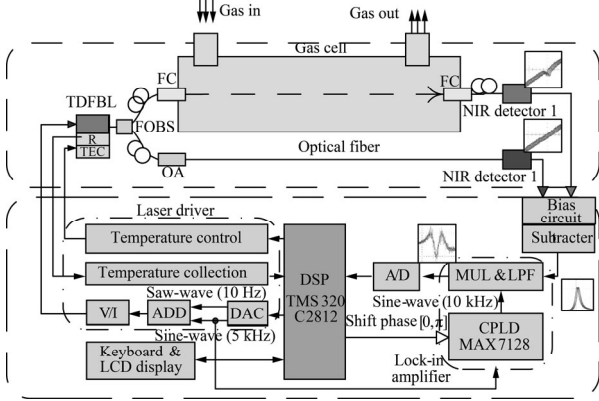 Gas in
Gas out
Gas cell
FC
FC
TDFBL
R
TEC
FOBS
OA
Optical fiber
NIR detector 1
NIR detector 1
Bias
circuit
Subtracter
Laser driver
Temperature control
Temperature collection
Saw-wave (10 Hz)
V/I
ADD
DAC
Sine-wave (5 kHz)
Keyboard &
LCD display
DSP
TMS 320
C2812
A/D
MUL &LPF
Sine-wave (10 kHz)
Shift phase[0,π]
CPLD
MAX7128
Lock-in
amplifier